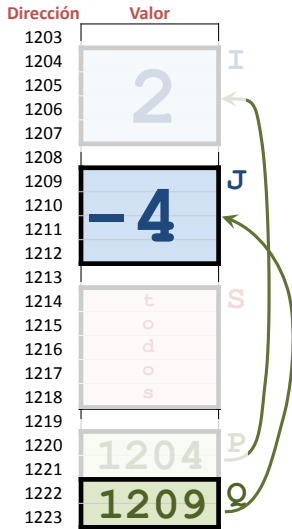 Dirección Valor
1203
1204 I
1205
1206 2
1207
1208
1209 J
1210
1211 -4
1212
1213
1214 t S
1215 o
1216 d
1217 o
1218 s
1219
1220 P
1221 1204
1222 Q
1223 1209